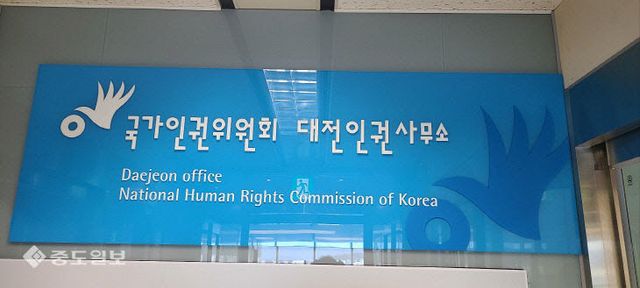 국가인권위원회 대전인권사무소
Daejeon office
National Human Rights Commission of Korea
중도일보